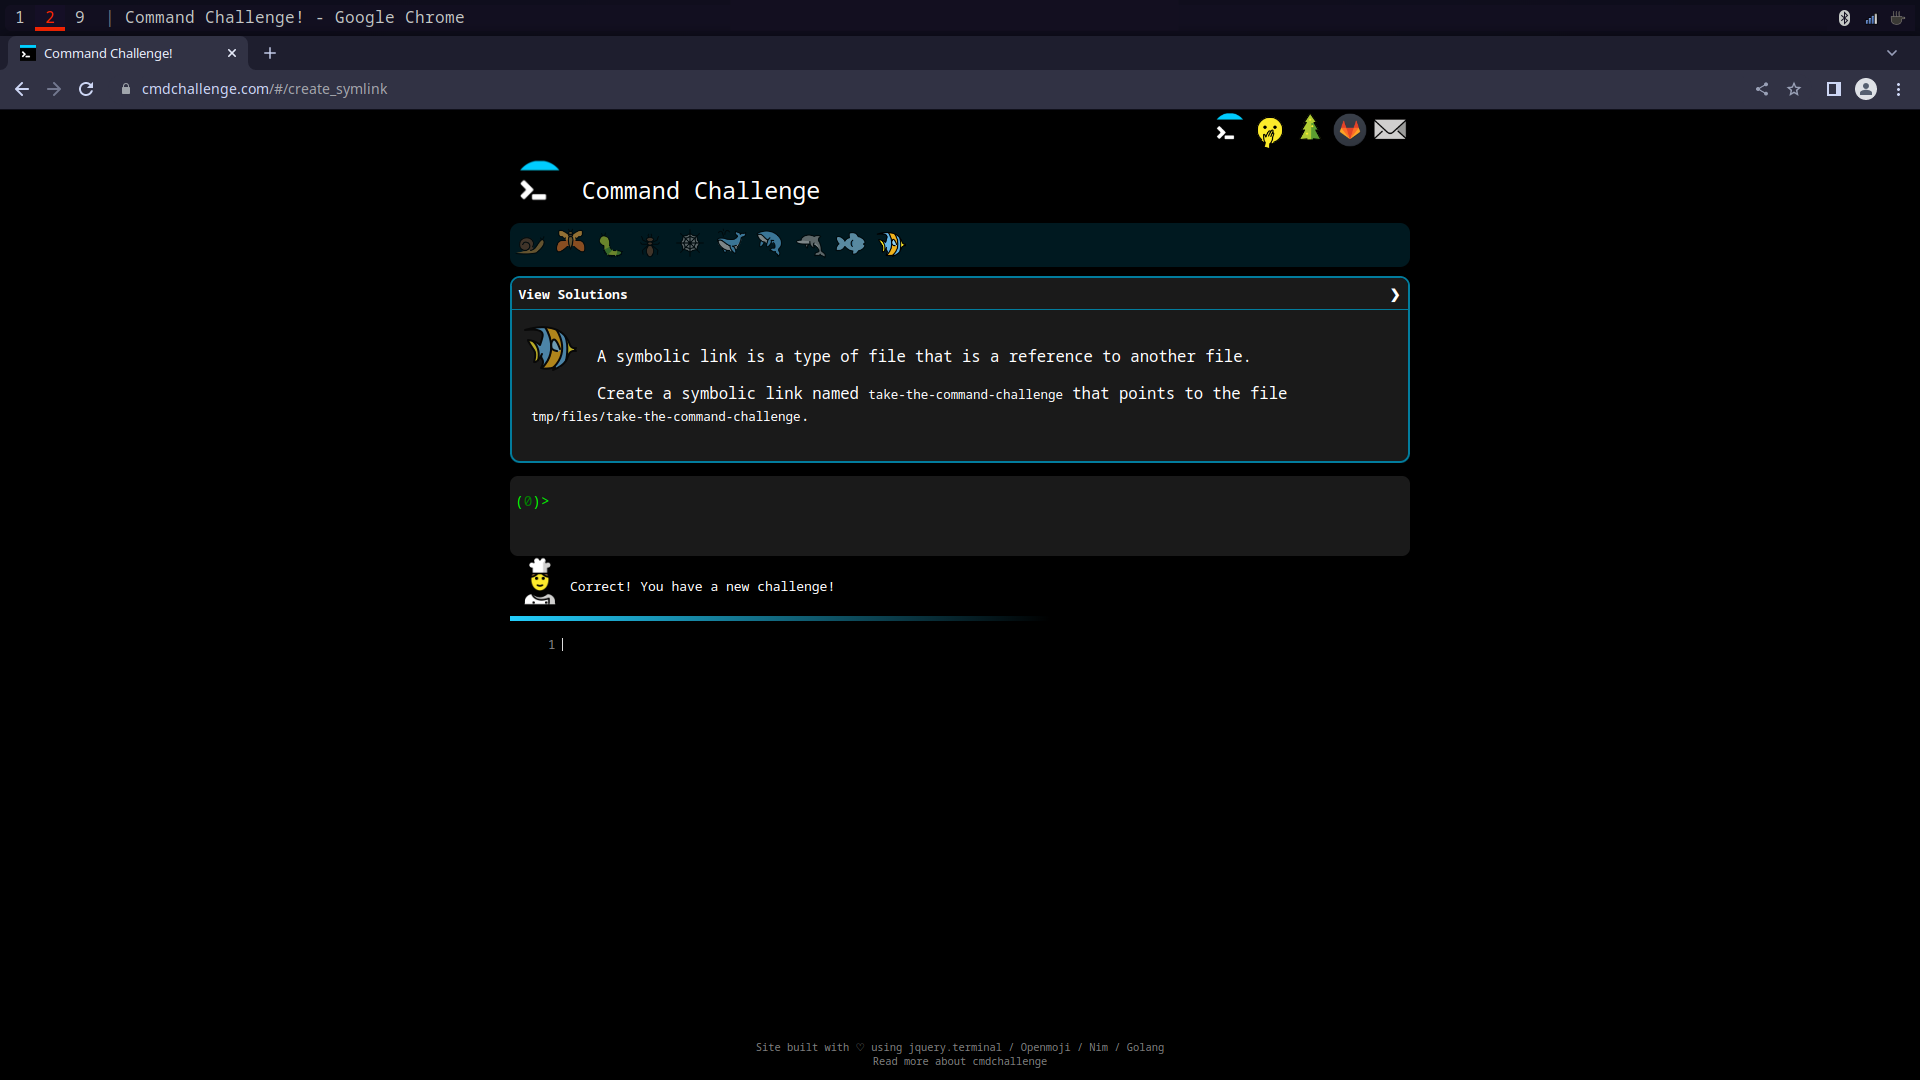 1 2 9 | Command Challenge! - Google Chrome
Command Challenge!
cmdchallenge.com/#/create_symlink
Command Challenge
View Solutions ❯
A symbolic link is a type of file that is a reference to another file.
Create a symbolic link named take-the-command-challenge that points to the file
tmp/files/take-the-command-challenge.
(0)>
Correct! You have a new challenge!
1
Site built with ♡ using jquery.terminal / Openmoji / Nim / Golang
Read more about cmdchallenge